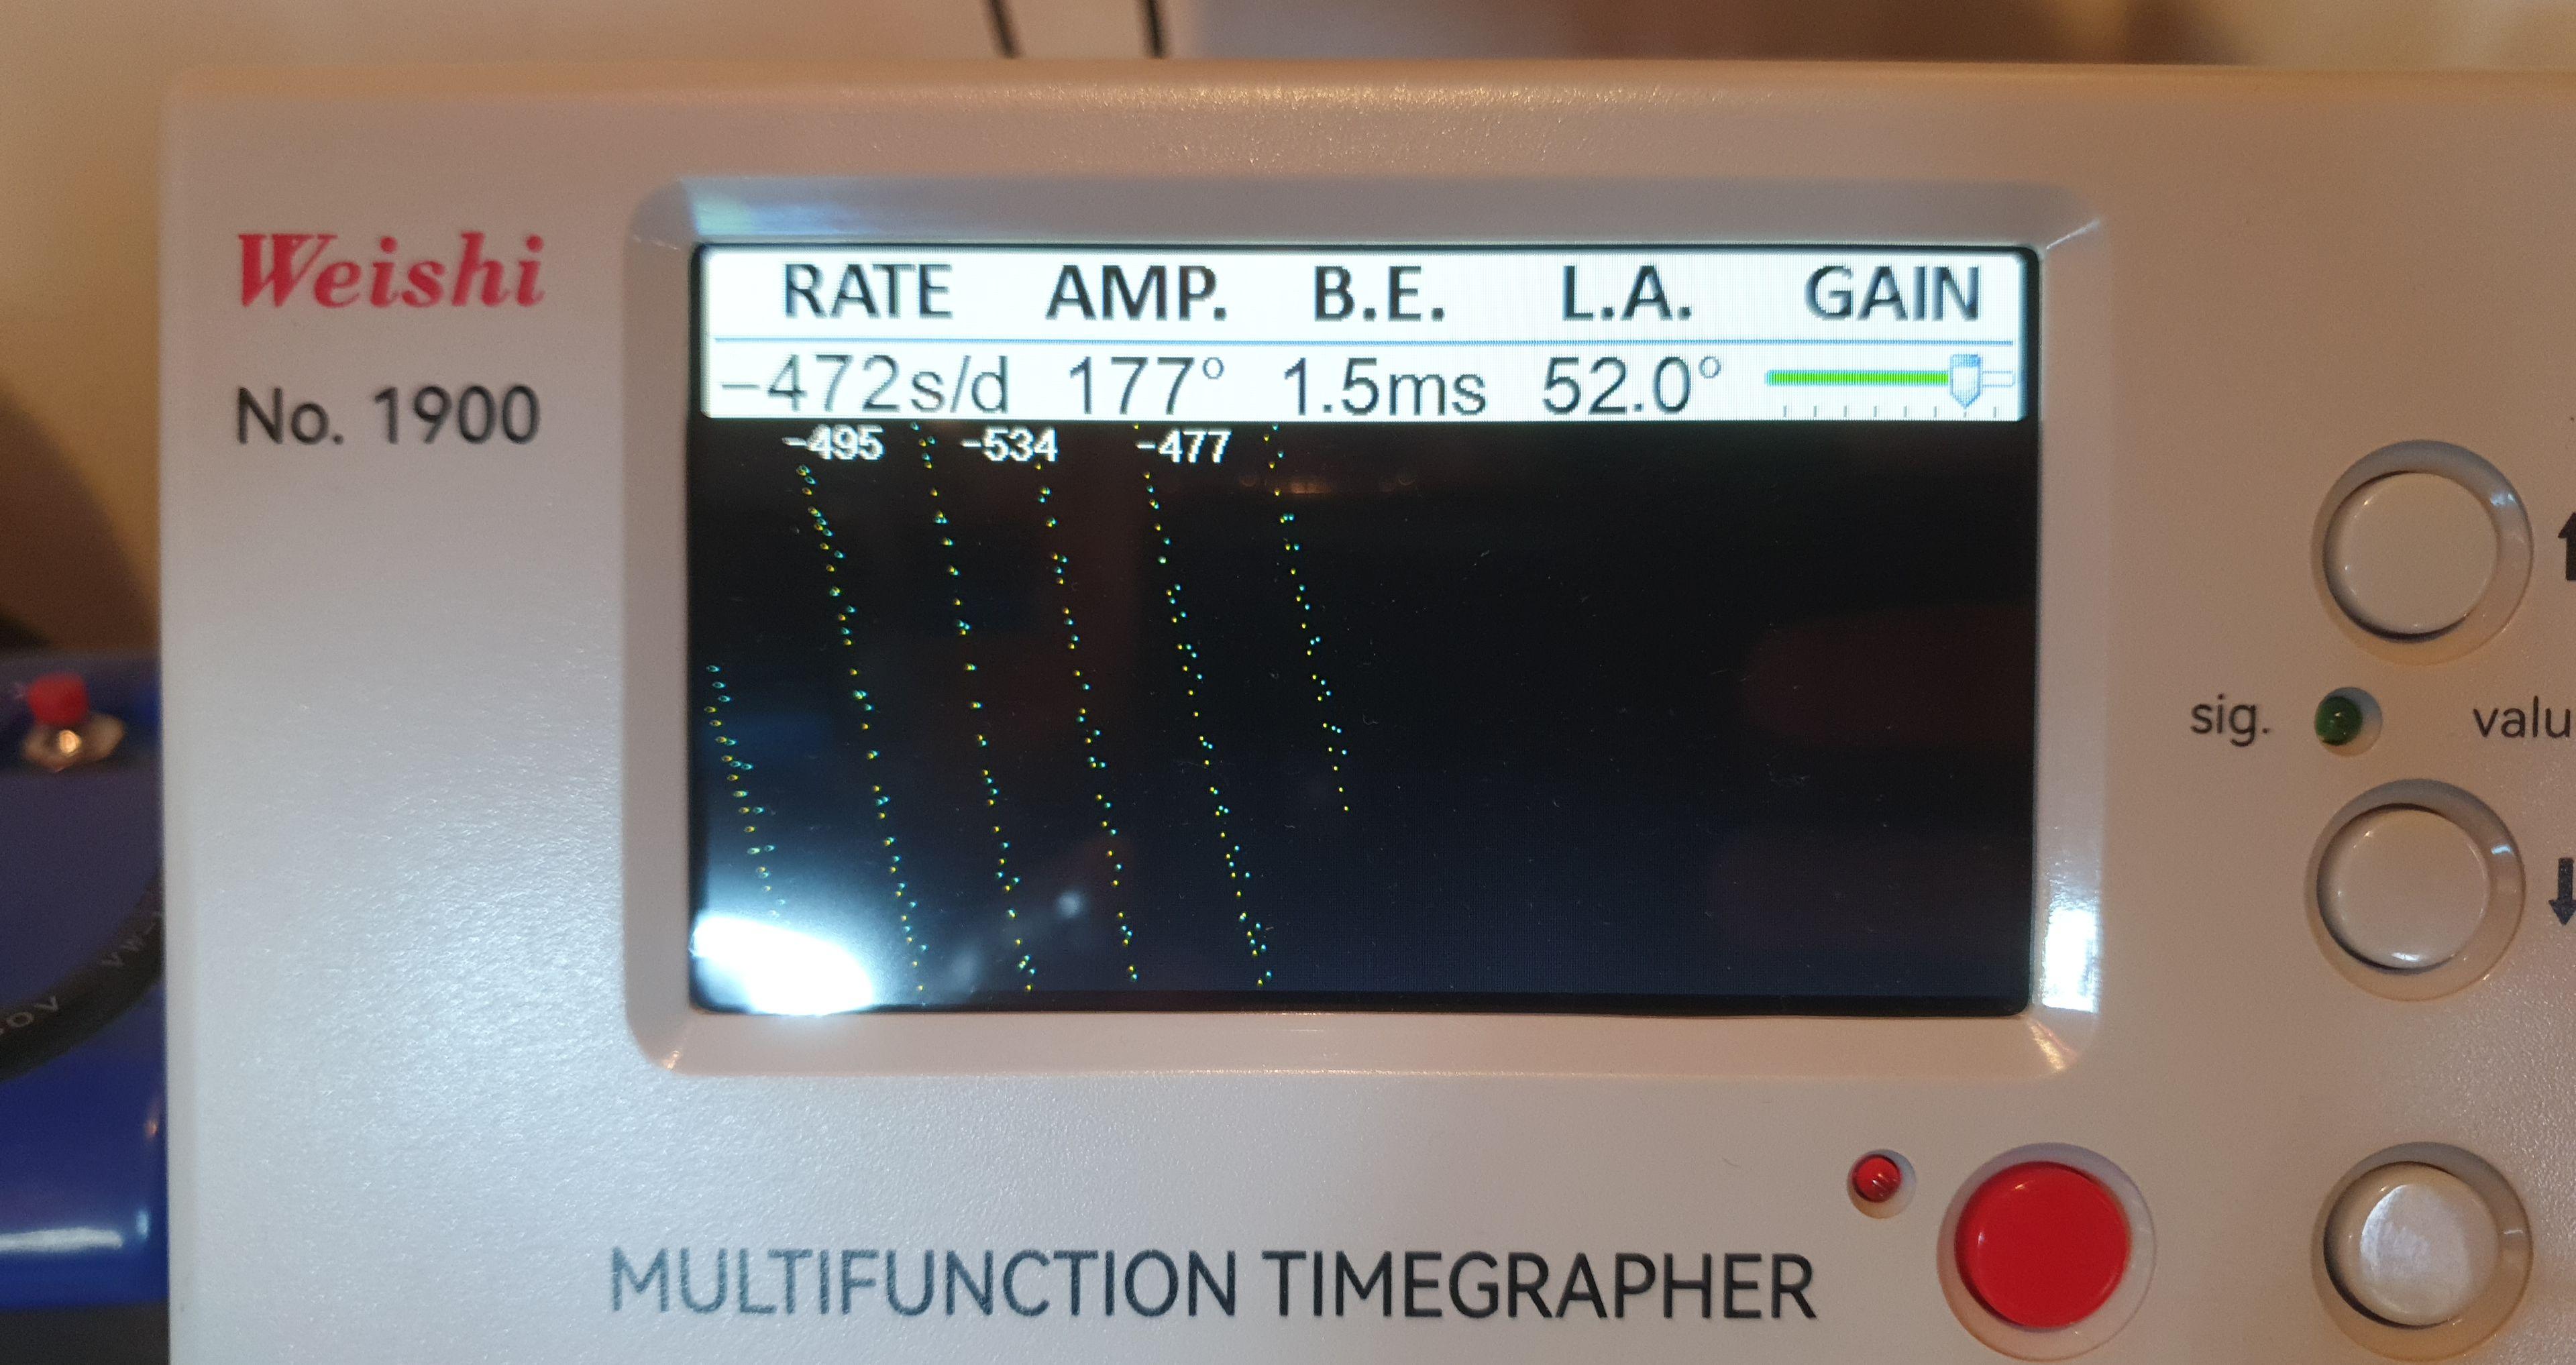 Weishi
No. 1900
RATE AMP. B.E. L.A. GAIN
-472s/d 177° 1.5ms 52.0°
-495 -534 -477
sig.
valu
MULTIFUNCTION TIMEGRAPHER